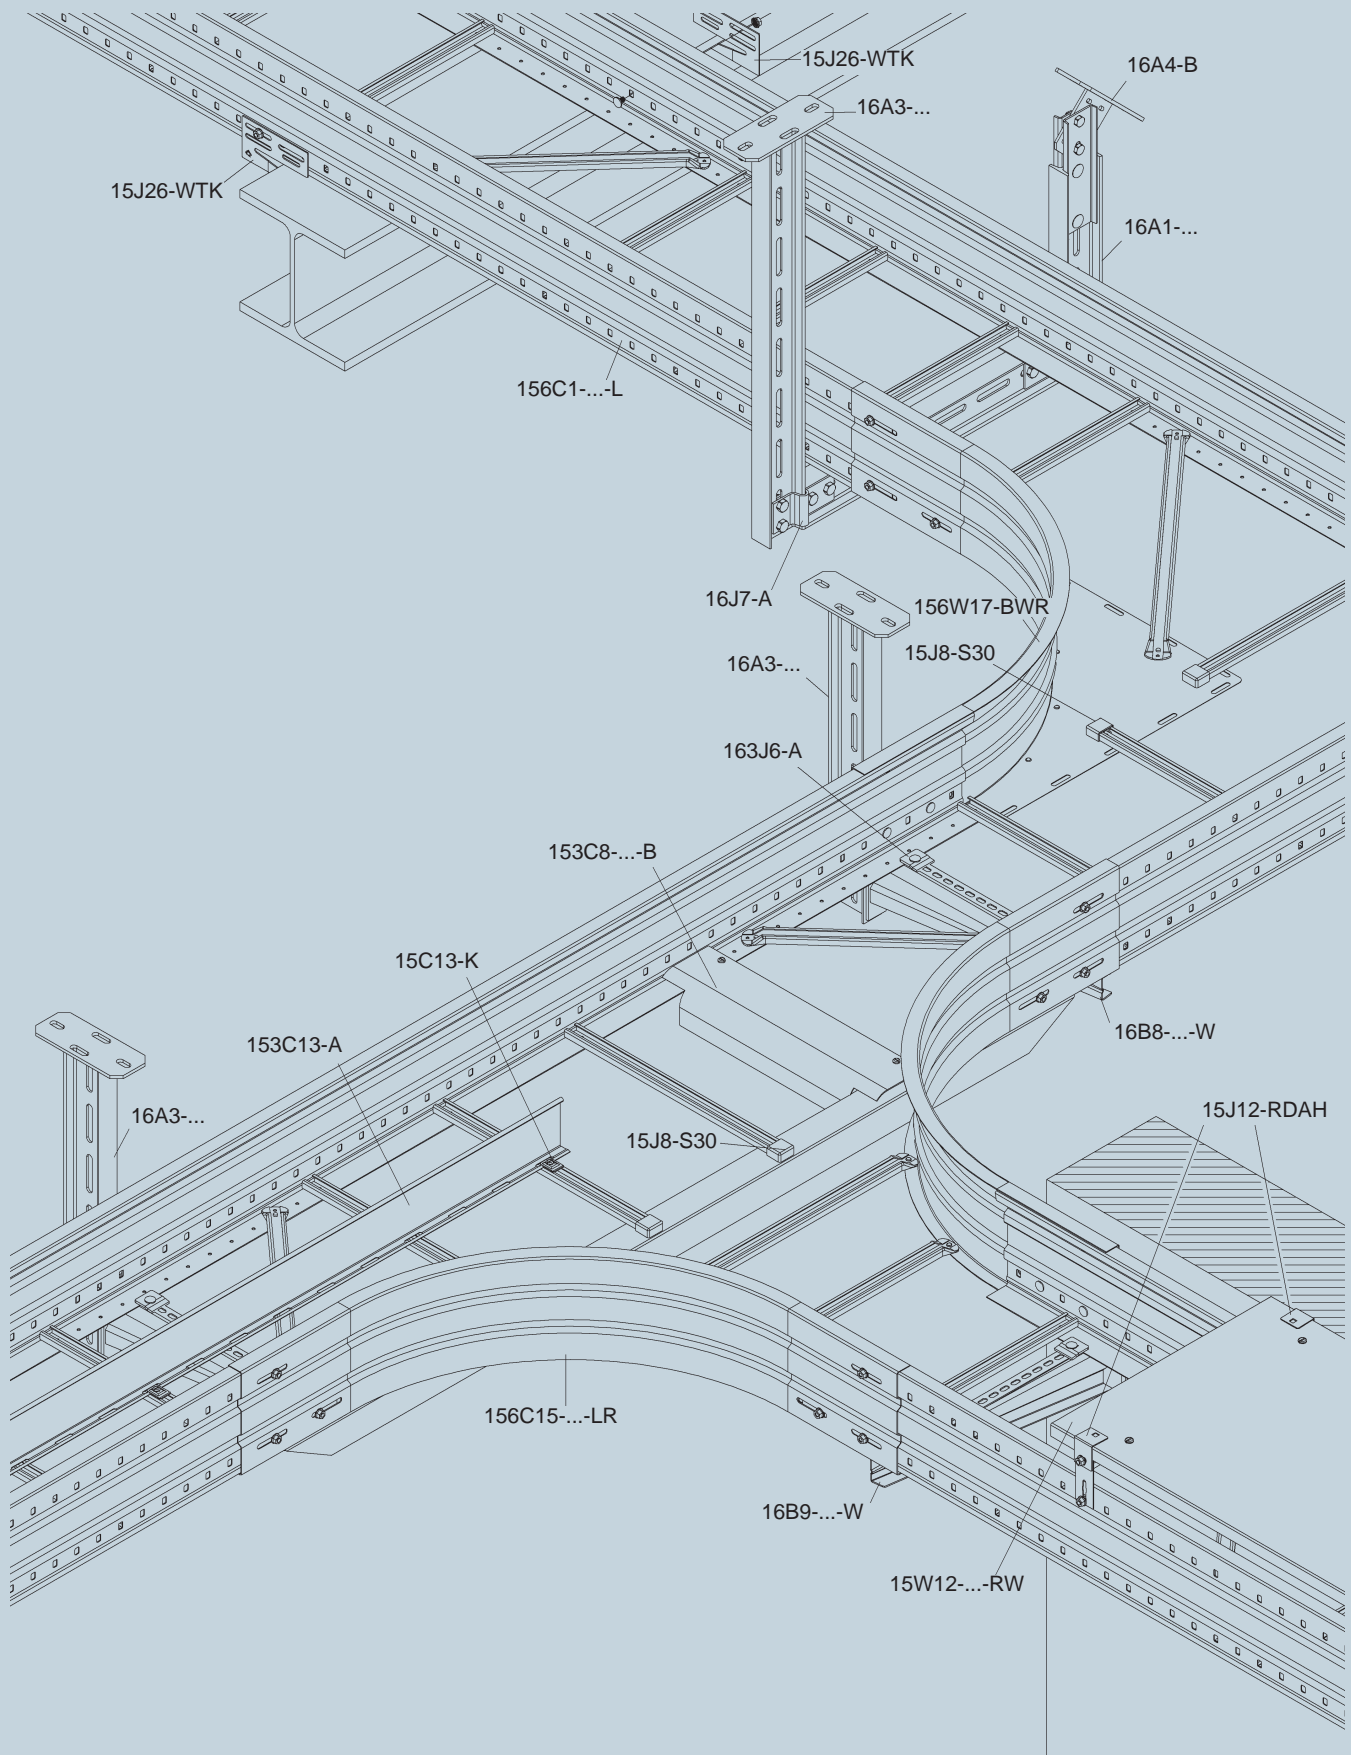 15J26-WTK
16A4-B
16A3-...
15J26-WTK
16A1-...
156C1-...-L
16J7-A
156W17-BWR
15J8-S30
16A3-...
163J6-A
153C8-...-B
15C13-K
16B8-...-W
153C13-A
15J12-RDAH
16A3-...
15J8-S30
156C15-...-LR
16B9-...-W
15W12-...-RW